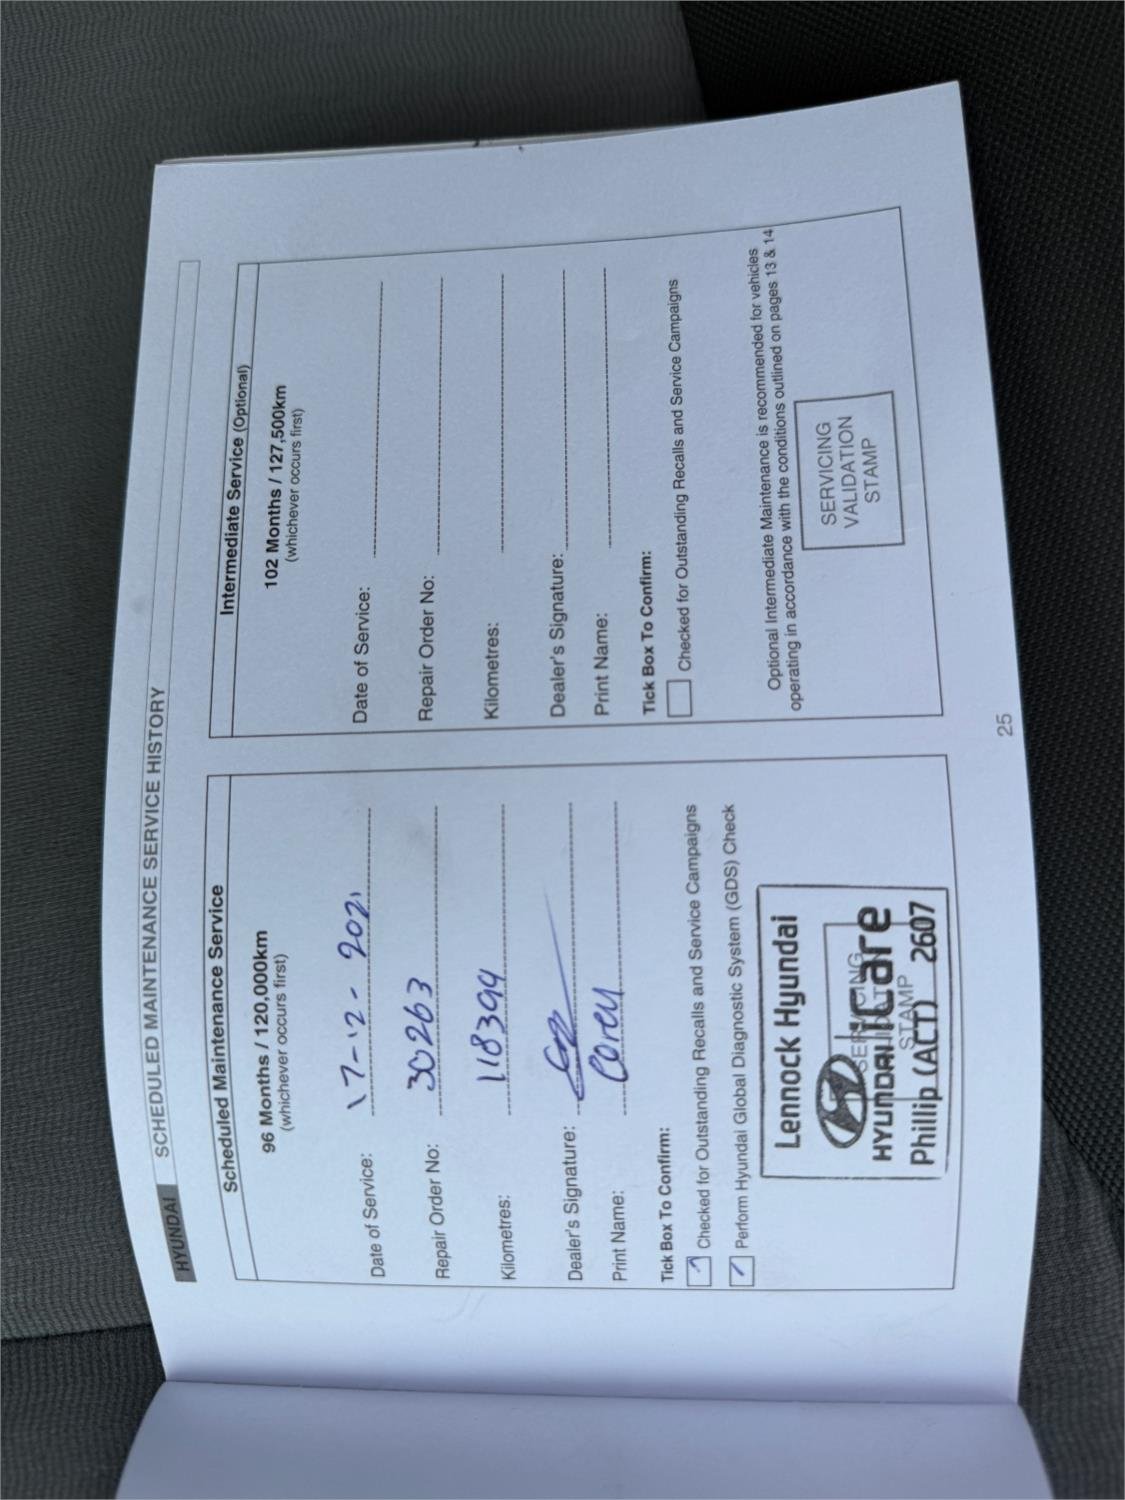 HYUNDAI SCHEDULED MAINTENANCE SERVICE HISTORY
Scheduled Maintenance Service
96 Months / 120,000km
(whichever occurs first)
Date of Service: 17-12-2021
Repair Order No: 30263
Kilometres: 118399
Dealer's Signature:
Print Name: Corey
Tick Box To Confirm:
Checked for Outstanding Recalls and Service Campaigns
Perform Hyundai Global Diagnostic System (GDS) Check
Lennock Hyundai
HYUNDAI iCare
Phillip (ACT) 2607
SERVICING
STAMP
Intermediate Service (Optional)
102 Months / 127,500km
(whichever occurs first)
Date of Service:
Repair Order No:
Kilometres:
Dealer's Signature:
Print Name:
Tick Box To Confirm:
Checked for Outstanding Recalls and Service Campaigns
Optional Intermediate Maintenance is recommended for vehicles
operating in accordance with the conditions outlined on pages 13 & 14
SERVICING
VALIDATION
STAMP
25